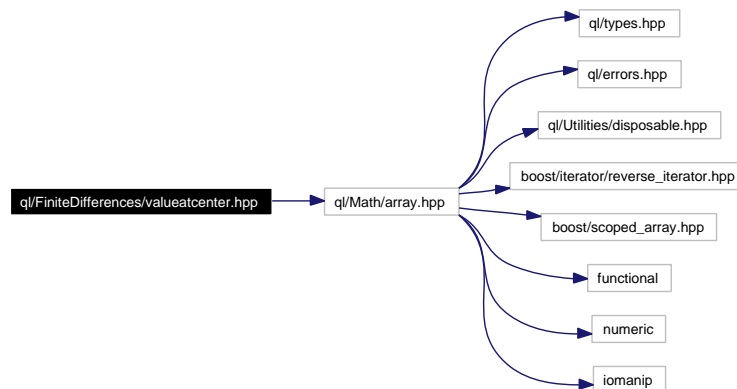 ql/types.hpp
ql/errors.hpp
ql/Utilities/disposable.hpp
boost/iterator/reverse_iterator.hpp
ql/FiniteDifferences/valueatcenter.hpp
ql/Math/array.hpp
boost/scoped_array.hpp
functional
numeric
iomanip